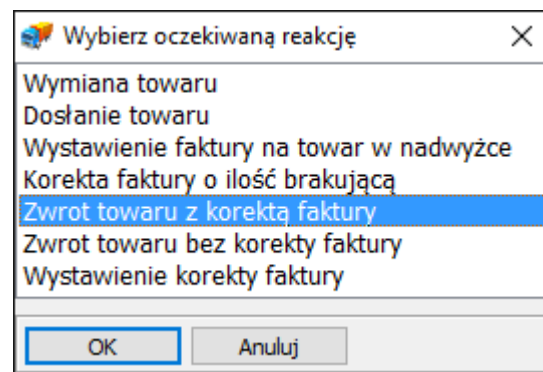 Wybierz oczekiwaną reakcję
Wymiana towaru
Dosłanie towaru
Wystawienie faktury na towar w nadwyżce
Korekta faktury o ilość brakującą
Zwrot towaru z korektą faktury
Zwrot towaru bez korekty faktury
Wystawienie korekty faktury
OK Anuluj